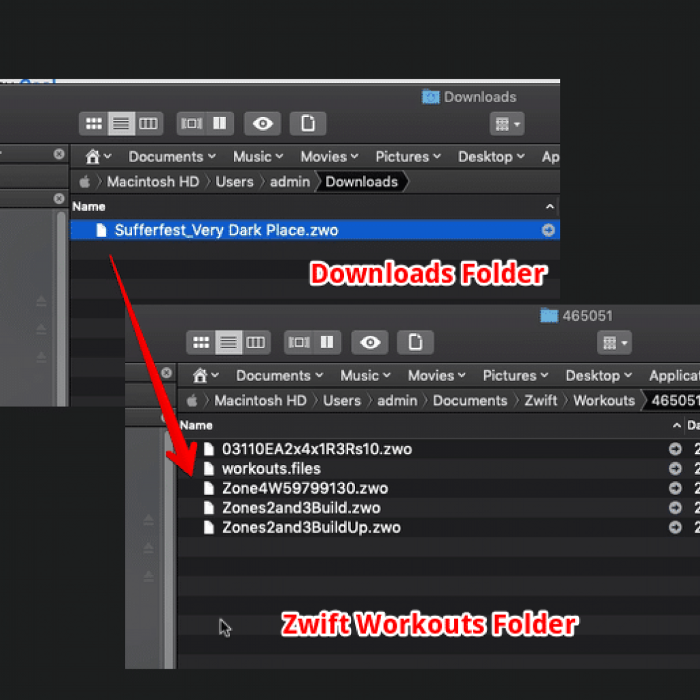 Downloads
Documents Music Movies Pictures Desktop Ap
Macintosh HD Users admin Downloads
Name
Sufferfest_Very Dark Place.zwo
Downloads Folder
465051
Documents Music Movies Pictures Desktop Applicat
Macintosh HD Users admin Documents Zwift Workouts 465051
Name Da
03110EA2x4x1R3Rs10.zwo 2
workouts.files 2
Zone4W59799130.zwo 2
Zones2and3Build.zwo 2
Zones2and3BuildUp.zwo 2
Zwift Workouts Folder